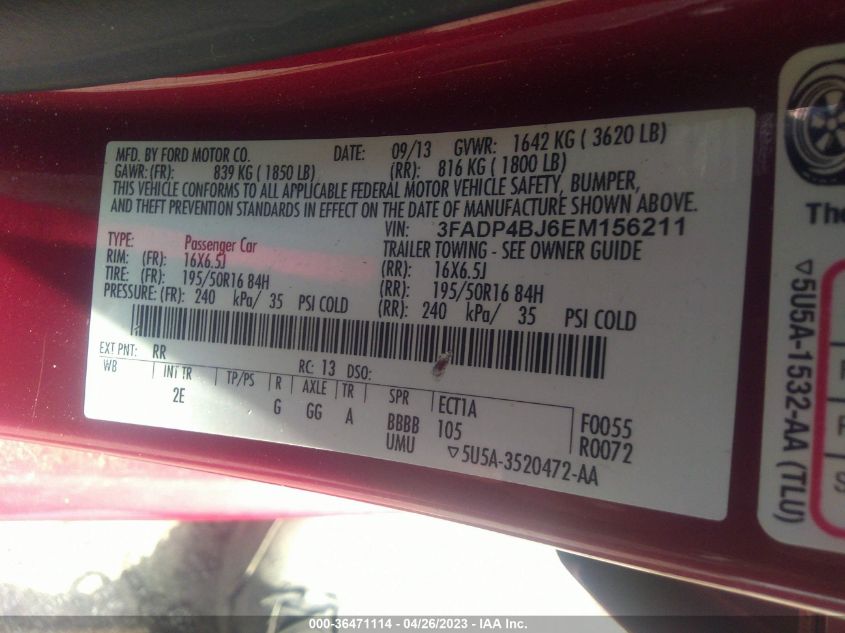 MFD. BY FORD MOTOR CO. DATE: 09/13 GVWR: 1642 KG ( 3620 LB)
GAWR:(FR): 839 KG ( 1850 LB) (RR): 816 KG ( 1800 LB)
THIS VEHICLE CONFORMS TO ALL APPLICABLE FEDERAL MOTOR VEHICLE SAFETY, BUMPER,
AND THEFT PREVENTION STANDARDS IN EFFECT ON THE DATE OF MANUFACTURE SHOWN ABOVE.
VIN: 3FADP4BJ6EM156211
TYPE: Passenger Car TRAILER TOWING - SEE OWNER GUIDE
RIM: (FR): 16X6.5J (RR): 16X6.5J
TIRE: (FR): 195/50R16 84H (RR): 195/50R16 84H
PRESSURE: (FR): 240 kPa/ 35 PSI COLD (RR): 240 kPa/ 35 PSI COLD
EXT PNT: RR RC: 13 DSO:
WB INT TR TP/PS R AXLE TR SPR ECT1A F0055
2E G GG A BBBB 105 R0072
UMU ▽5U5A-3520472-AA
The
▽5U5A-1532-AA (TLU)
000-36471114 - 04/26/2023 - IAA Inc.